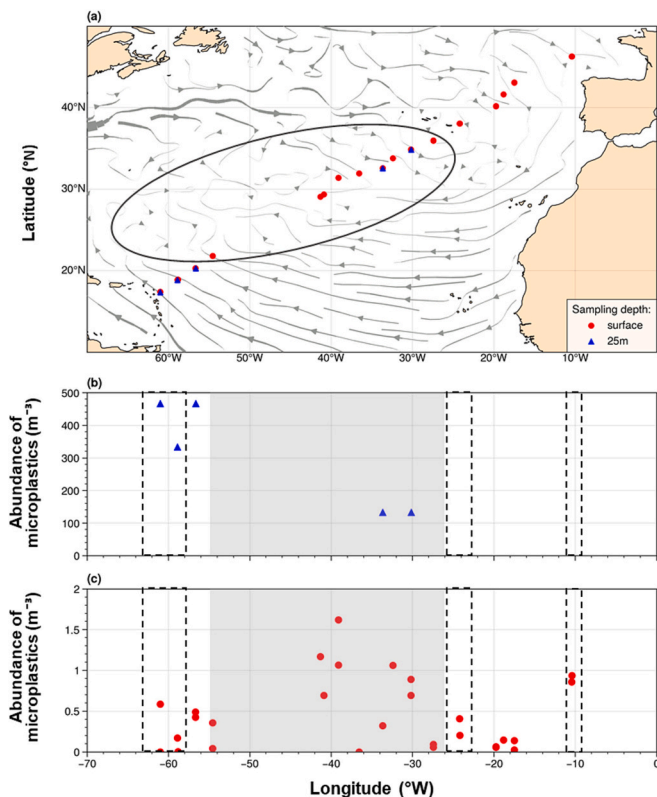 (a)
Latitude (°N)
40°N
30°N
20°N
60°W
50°W
40°W
30°W
20°W
10°W
Sampling depth:
surface
25m
(b)
Abundance of
microplastics (m⁻³)
500
400
300
200
100
0
(c)
Abundance of
microplastics (m⁻³)
2
1.5
1
0.5
0
-70
-60
-50
-40
-30
-20
-10
0
Longitude (°W)